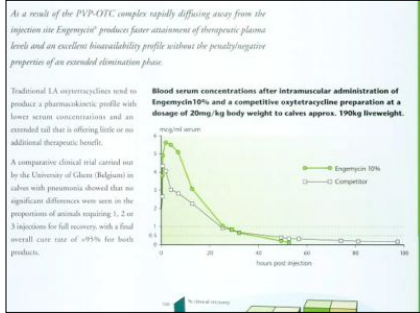 As a result of the PVP-OTC complex rapidly diffusing away from the
injection site Engemycin® produces faster attainment of therapeutic plasma
levels and an excellent bioavailability profile without the penalty/negative
properties of an extended elimination phase.
Traditional LA oxytetracyclines tend to
produce a pharmacokinetic profile with
lower serum concentrations and an
extended tail that is offering little or no
additional therapeutic benefit.
A comparative clinical trial carried out
by the University of Ghent (Belgium) in
calves with pneumonia showed that no
significant differences were seen in the
proportions of animals requiring 1, 2 or
3 injections for full recovery, with a final
overall cure rate of >95% for both
products.
Blood serum concentrations after intramuscular administration of
Engemycin10% and a competitive oxytetracycline preparation at a
dosage of 20mg/kg body weight to calves approx. 190kg liveweight.
mcg/ml serum
6
5
4
3
2
1
0.5
0
Engemycin 10%
Competitor
0 20 40 60 80 100
hours post injection
100
% clinical recovery